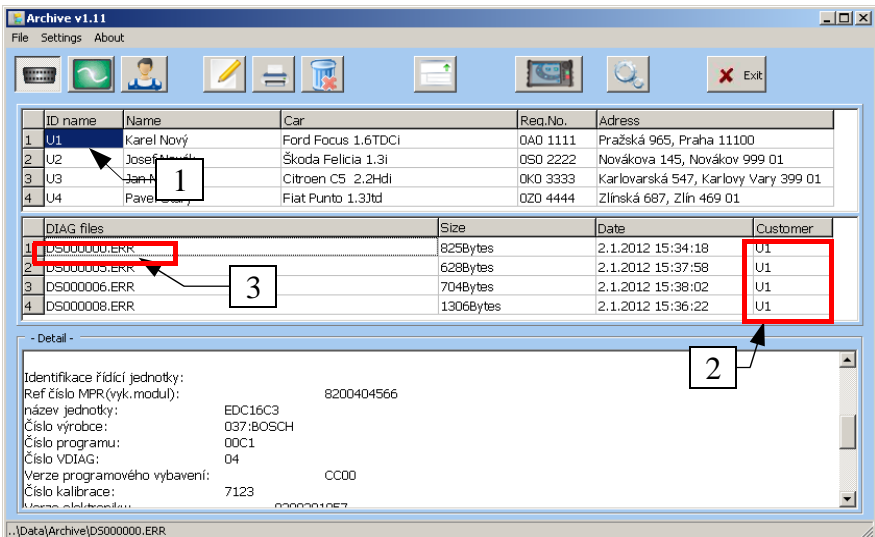 Archive v1.11
File Settings About
Exit
ID name Name Car Reg.No. Adress
1 U1 Karel Nový Ford Focus 1.6TDCi 0A0 1111 Pražská 965, Praha 11100
2 U2 Josef Novák Škoda Felicia 1.3i 0S0 2222 Novákova 145, Novákov 999 01
3 U3 Jan Citroen C5 2.2Hdi 0K0 3333 Karlovarská 547, Karlovy Vary 399 01
4 U4 Pavel Starý Fiat Punto 1.3Jtd 0Z0 4444 Zlínská 687, Zlín 469 01
1
DIAG files Size Date Customer
1 DS000000.ERR 825Bytes 2.1.2012 15:34:18 U1
2 DS000005.ERR 628Bytes 2.1.2012 15:37:58 U1
3 DS000006.ERR 704Bytes 2.1.2012 15:38:02 U1
4 DS000008.ERR 1306Bytes 2.1.2012 15:36:22 U1
3
2
- Detail -
Identifikace řídící jednotky:
Ref číslo MPR(vyk.modul): 8200404566
název jednotky: EDC16C3
Číslo výrobce: 037:BOSCH
Číslo programu: 00C1
Číslo VDIAG: 04
Verze programového vybavení: CC00
Číslo kalibrace: 7123
..\Data\Archive\DS000000.ERR